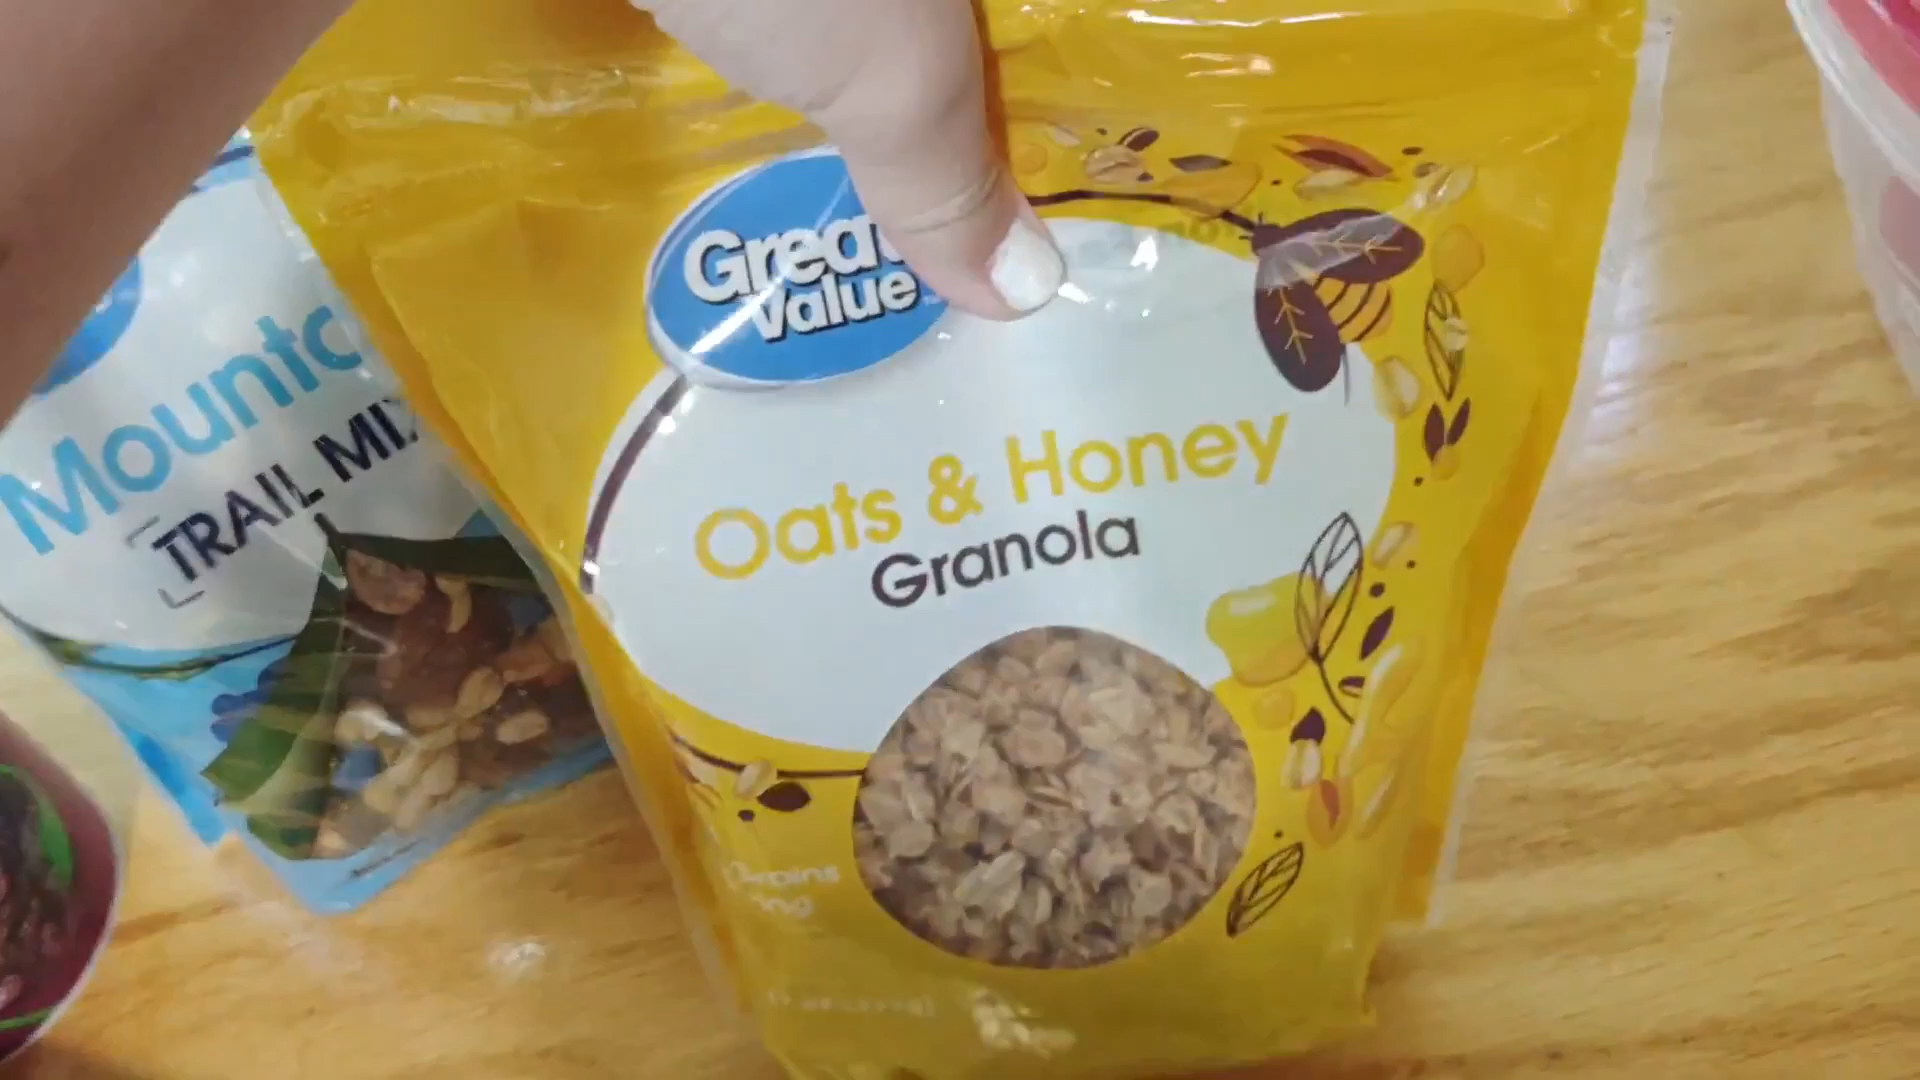 Great
Value
Oats & Honey
Granola
Mounta
TRAIL MIX